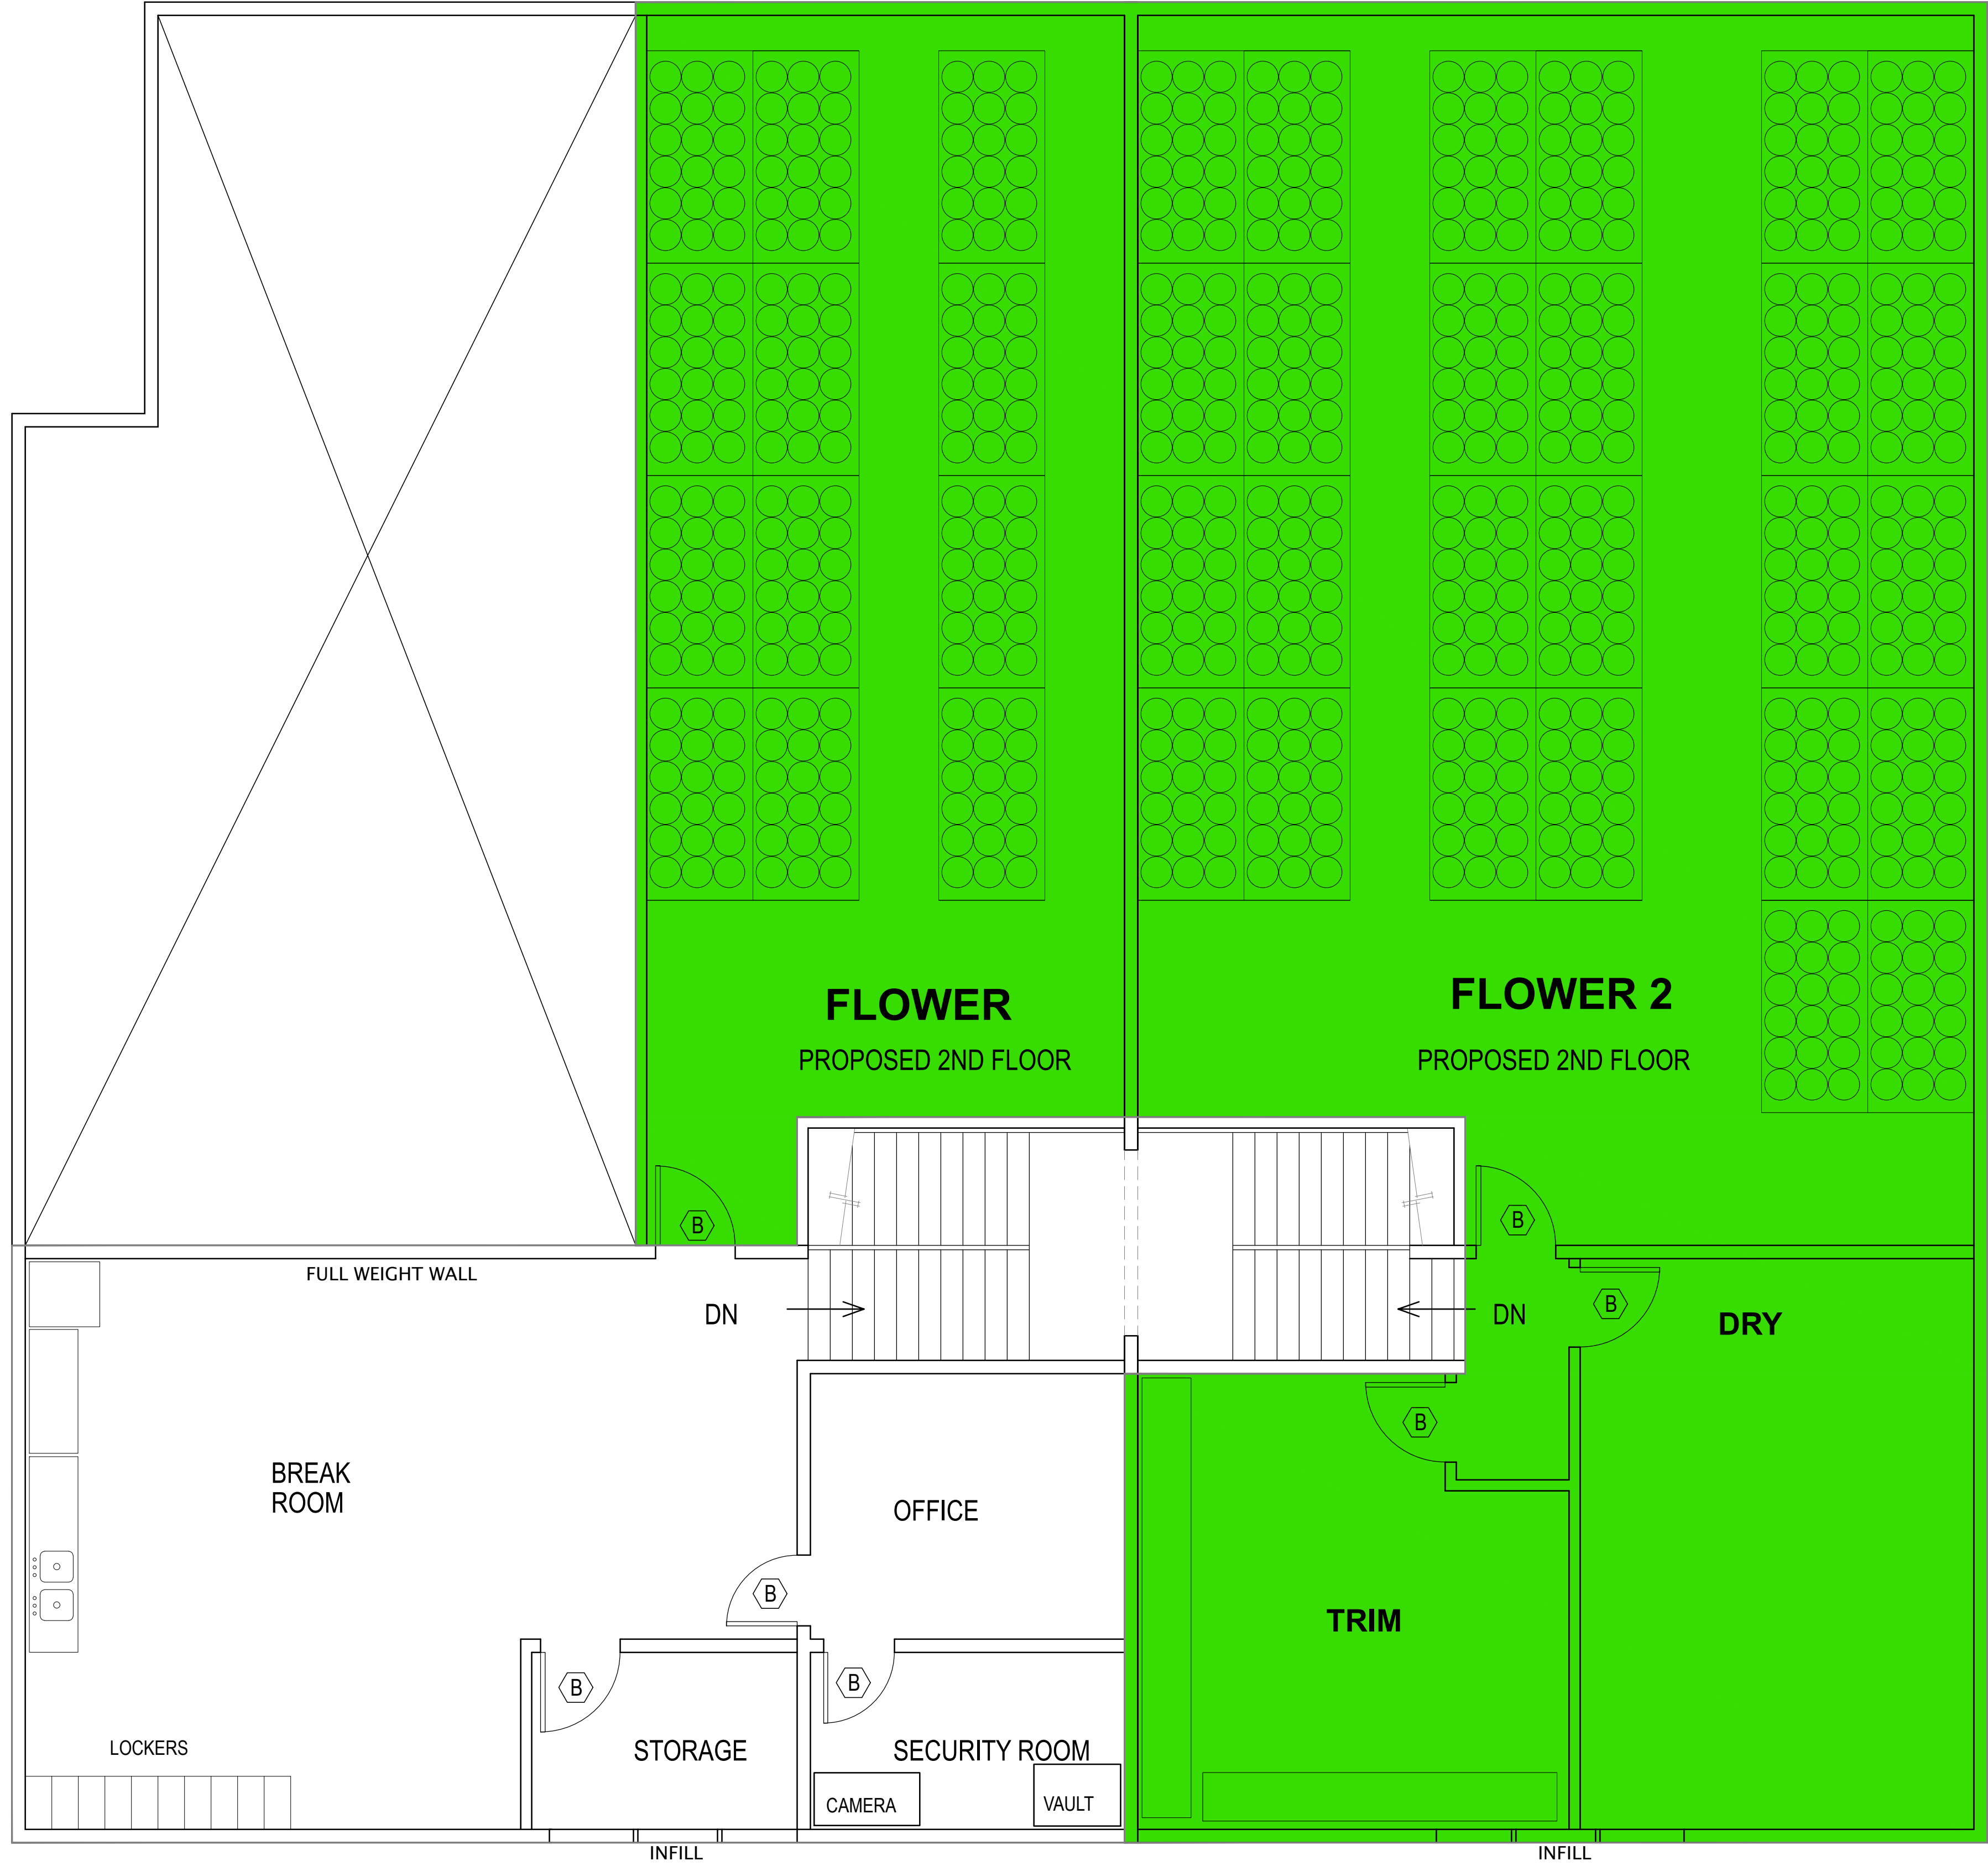 FLOWER
PROPOSED 2ND FLOOR
FLOWER 2
PROPOSED 2ND FLOOR
B
B
FULL WEIGHT WALL
DN
DN
B
DRY
B
BREAK
ROOM
OFFICE
B
TRIM
B
B
LOCKERS
STORAGE
SECURITY ROOM
CAMERA
VAULT
INFILL
INFILL